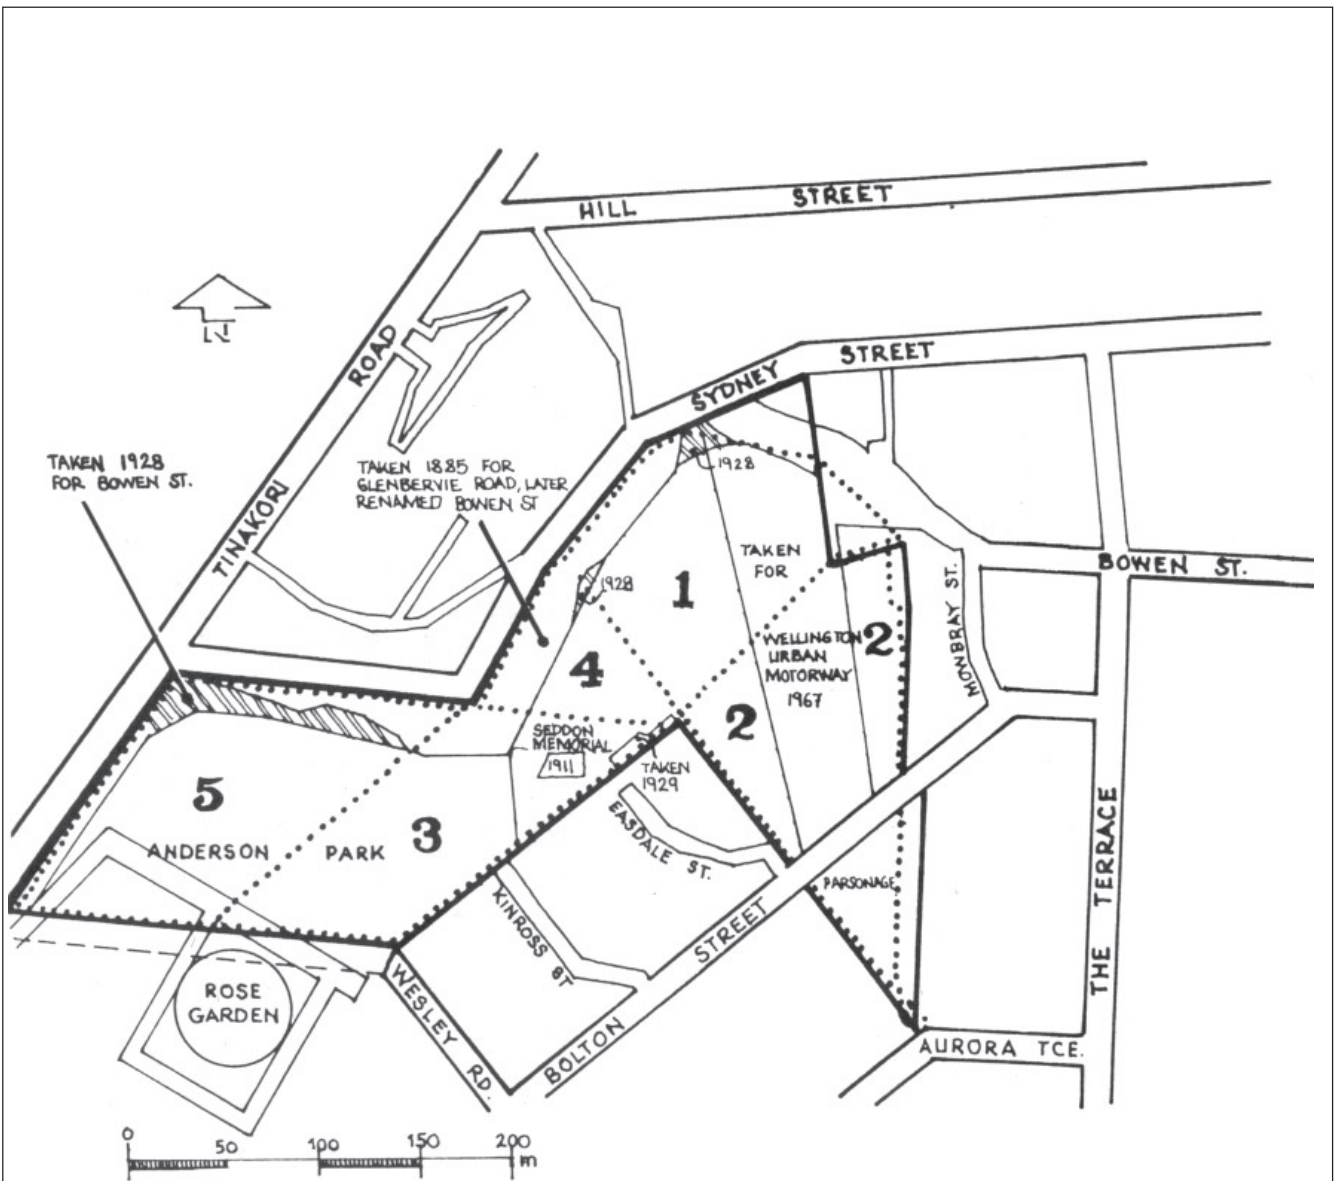 HILL STREET
N
ROAD
TINAKORI
SYDNEY STREET
TAKEN 1928
FOR BOWEN ST.
TAKEN 1885 FOR
GLENBERVIE ROAD, LATER
RENAMED BOWEN ST
1928
TAKEN
FOR
1
1928
BOWEN ST.
MOWBRAY ST.
WELLINGTON
URBAN
MOTORWAY
1967
2
4
2
SEDDON
MEMORIAL
1911
TAKEN
1929
5
3
ANDERSON PARK
EASDALE ST.
KINROSS ST
PARSONAGE
THE TERRACE
BOLTON STREET
WESLEY RD.
ROSE
GARDEN
AURORA TCE.
0 50 100 150 200
m